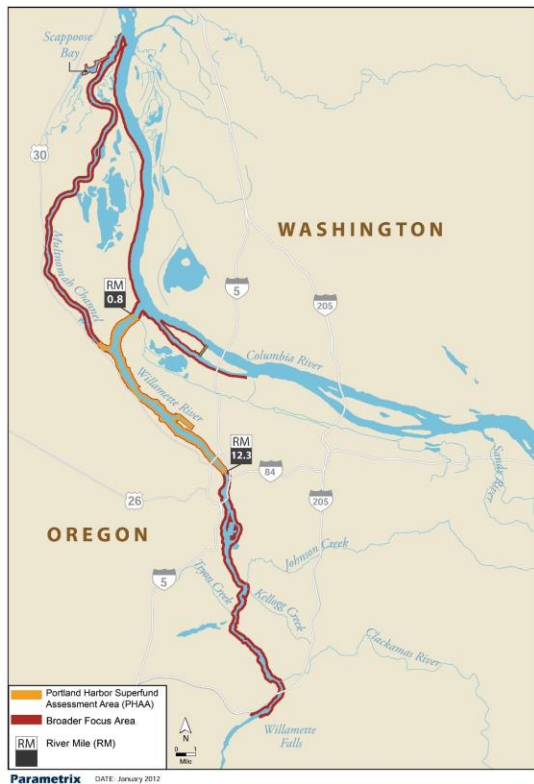 Scappoose
Bay
30
WASHINGTON
Multnomah Channel
RM
0.8
5
205
Columbia River
Willamette River
RM
12.3
84
Sandy River
26
205
OREGON
Johnson Creek
5
Tryon Creek
Kellogg Creek
Clackamas River
Portland Harbor Superfund
Assessment Area (PHAA)
Broader Focus Area
RM River Mile (RM)
N
0 1
Mile
Willamette
Falls
Parametrix DATE: January 2012